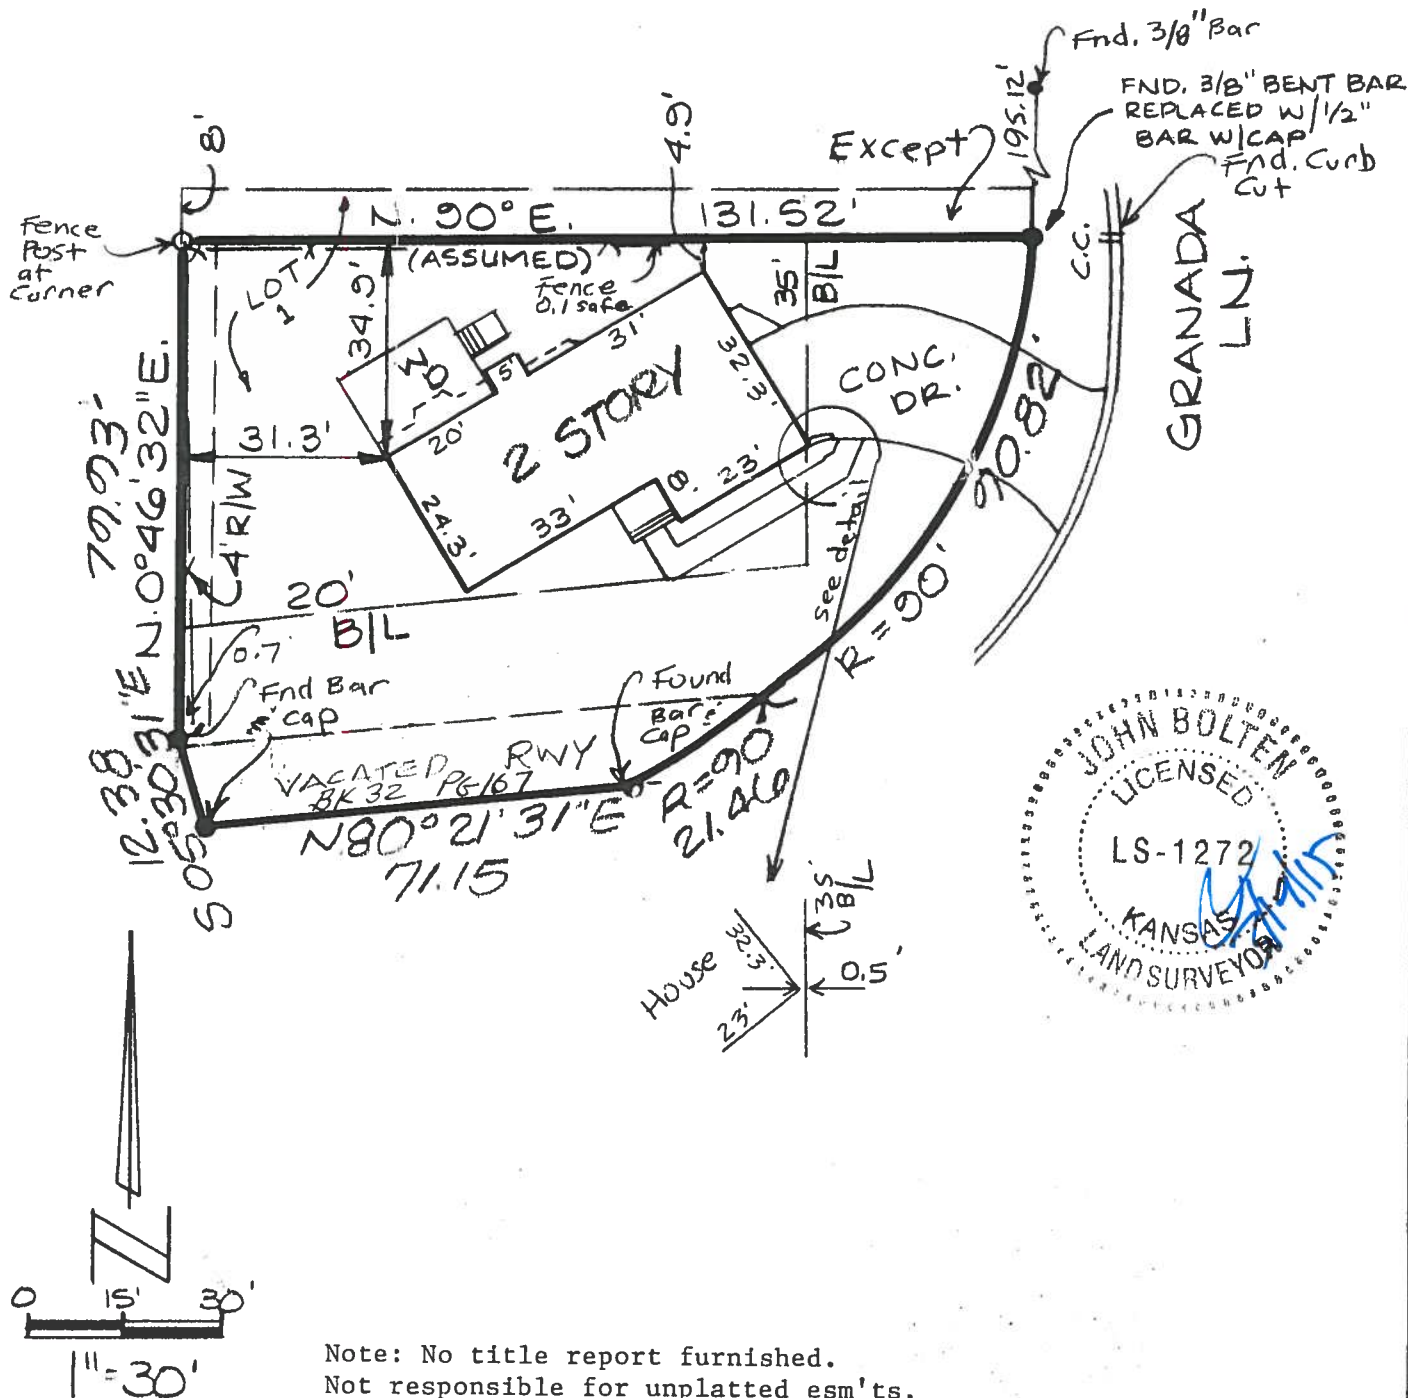 Fnd. 3/8" Bar
195.12'
FND. 3/8" BENT BAR
REPLACED W/1/2"
BAR W/CAP
Fnd. Curb
Cut
8'
4.9'
Except
N. 90° E. 131.52'
(ASSUMED)
Fence
Post
at
Corner
LOT
1
34.9'
Fence
0.1 safe
35'
B/L
C.C.
GRANADA
LN.
31'
5'
WD
20'
2 STORY
32.3'
CONC.
DR.
90.82'
31.3'
4' R/W
24.3'
33'
8'
23'
see detail
79.93'
N. 0°46'32" E.
20'
B/L
R=90'
0.7
Fnd Bar
"" Cap
Found
Bar &
Cap
VACATED RWY
BK 32 PG 167
R=90
21.46
12.38
S 05°30'31"E
N80°21'31"E
71.15
35'
B/L
House
32.3'
23'
0.5'
JOHN BOLTEN
LICENSED
LS-1272
KANSAS
LAND SURVEYOR
N
0 15' 30'
1"=30'
Note: No title report furnished.
Not responsible for unplatted esm'ts.